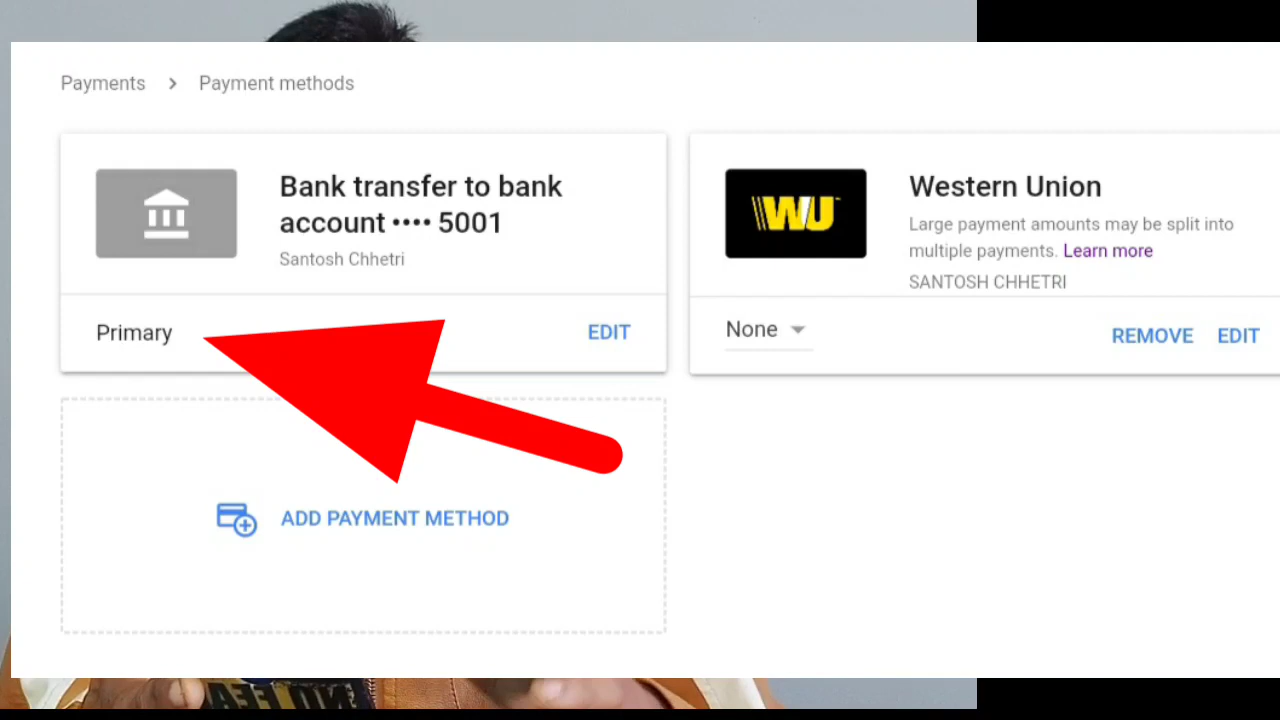 Payments > Payment methods
Bank transfer to bank
account •••• 5001
Santosh Chhetri
Primary
EDIT
WU
Western Union
Large payment amounts may be split into
multiple payments. Learn more
SANTOSH CHHETRI
None
REMOVE EDIT
ADD PAYMENT METHOD